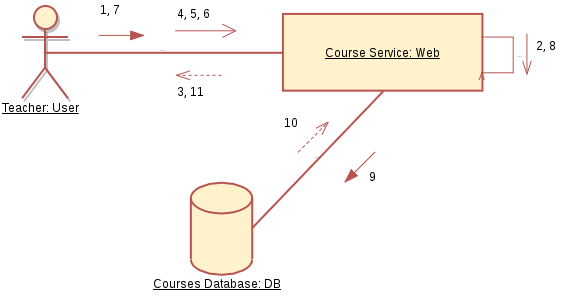 1, 7
4, 5, 6
Course Service: Web
2, 8
3, 11
Teacher: User
10
9
Courses Database: DB